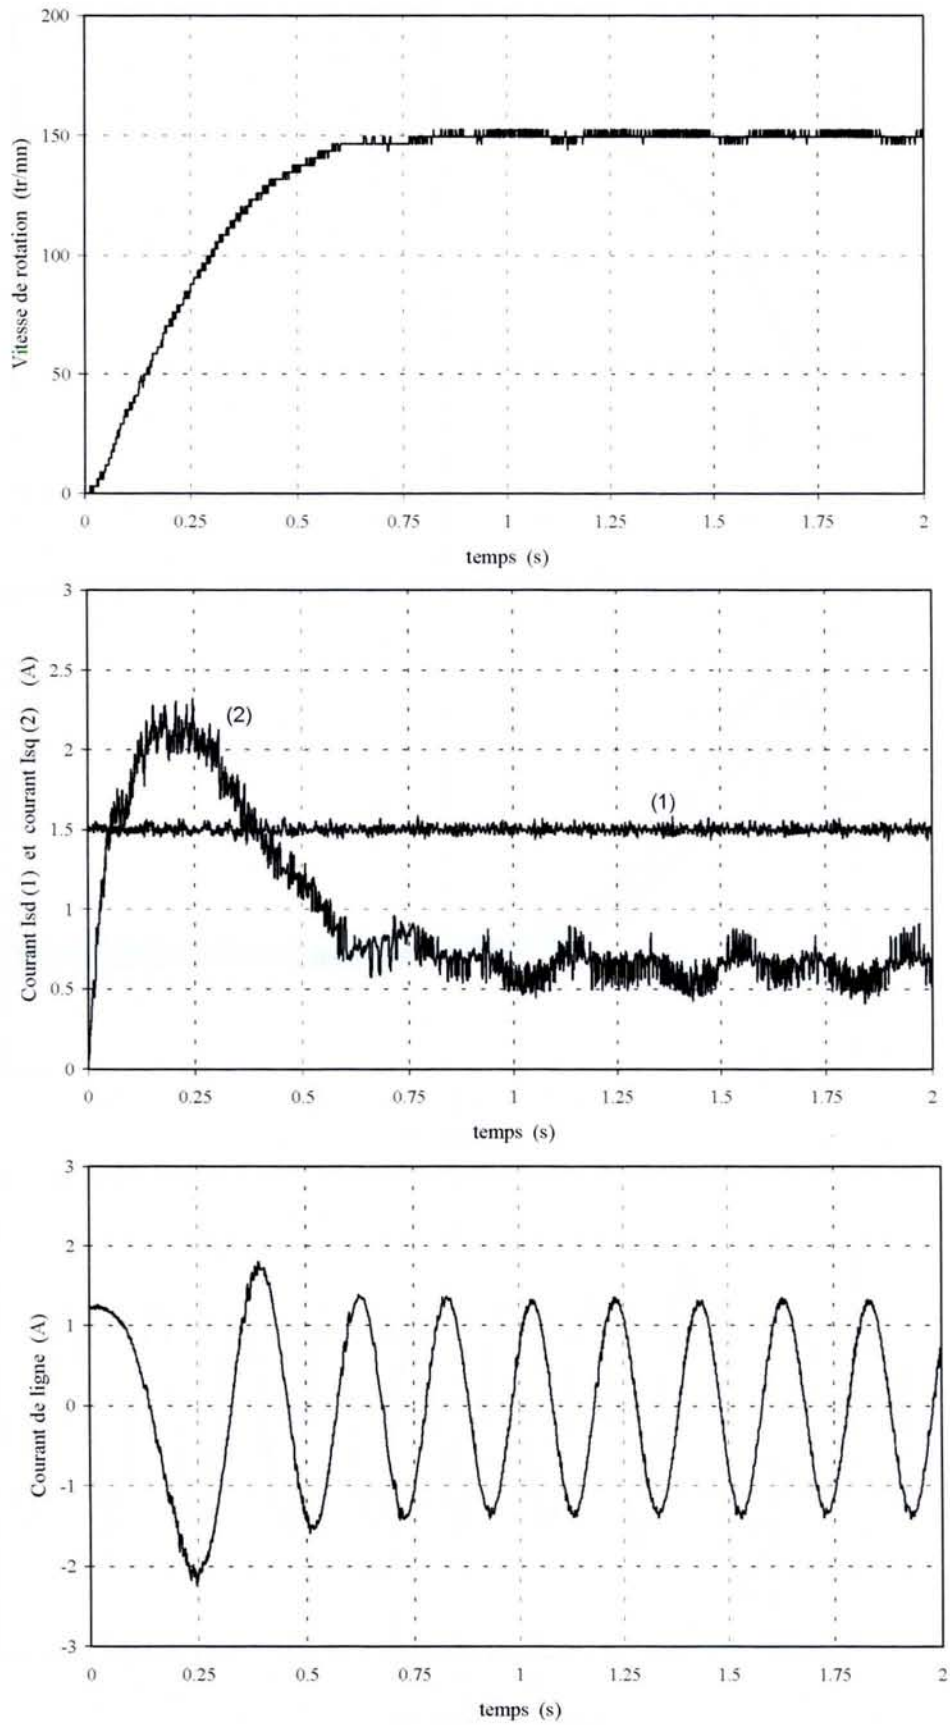 200
150
100
50
0
Vitesse de rotation (tr/mn)
0 0.25 0.5 0.75 1 1.25 1.5 1.75 2
temps (s)
3
2.5
2
1.5
1
0.5
0
Courant Isd (1) et courant Isq (2) (A)
(2)
(1)
0 0.25 0.5 0.75 1 1.25 1.5 1.75 2
temps (s)
3
2
1
0
-1
-2
-3
Courant de ligne (A)
0 0.25 0.5 0.75 1 1.25 1.5 1.75 2
temps (s)